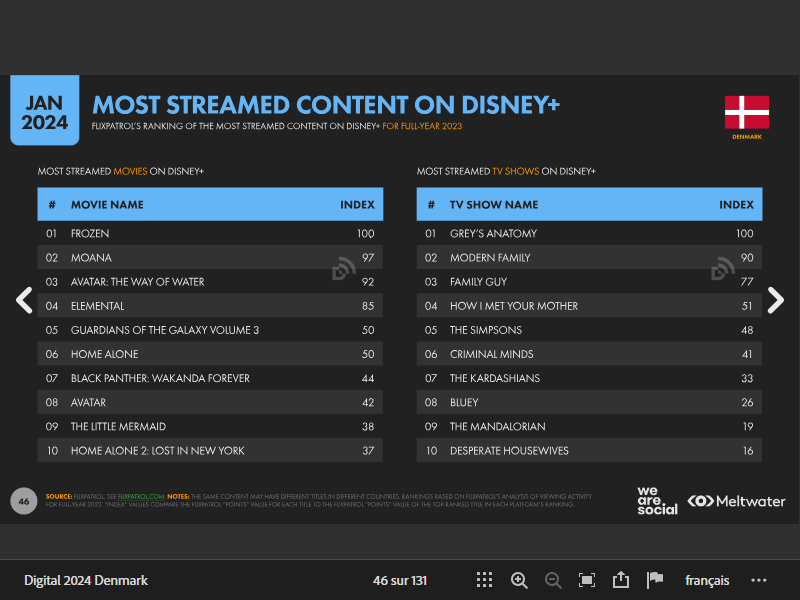 JAN
2024
MOST STREAMED CONTENT ON DISNEY+
FLIXPATROL'S RANKING OF THE MOST STREAMED CONTENT ON DISNEY+ FOR FULL-YEAR 2023
DENMARK
MOST STREAMED MOVIES ON DISNEY+
# MOVIE NAME INDEX
01 FROZEN 100
02 MOANA 97
03 AVATAR: THE WAY OF WATER 92
04 ELEMENTAL 85
05 GUARDIANS OF THE GALAXY VOLUME 3 50
06 HOME ALONE 50
07 BLACK PANTHER: WAKANDA FOREVER 44
08 AVATAR 42
09 THE LITTLE MERMAID 38
10 HOME ALONE 2: LOST IN NEW YORK 37
MOST STREAMED TV SHOWS ON DISNEY+
# TV SHOW NAME INDEX
01 GREY'S ANATOMY 100
02 MODERN FAMILY 90
03 FAMILY GUY 77
04 HOW I MET YOUR MOTHER 51
05 THE SIMPSONS 48
06 CRIMINAL MINDS 41
07 THE KARDASHIANS 33
08 BLUEY 26
09 THE MANDALORIAN 19
10 DESPERATE HOUSEWIVES 16
46
SOURCE: FLIXPATROL. SEE FLIXPATROL.COM. NOTES: THE SAME CONTENT MAY HAVE DIFFERENT TITLES IN DIFFERENT COUNTRIES. RANKINGS BASED ON FLIXPATROL'S ANALYSIS OF VIEWING ACTIVITY
FOR FULL-YEAR 2023. "INDEX" VALUES COMPARE THE FLIXPATROL "POINTS" VALUE FOR EACH TITLE TO THE FLIXPATROL "POINTS" VALUE OF THE TOP-RANKED TITLE IN EACH PLATFORM'S RANKING.
we
are
social
Meltwater
Digital 2024 Denmark
46 sur 131
français